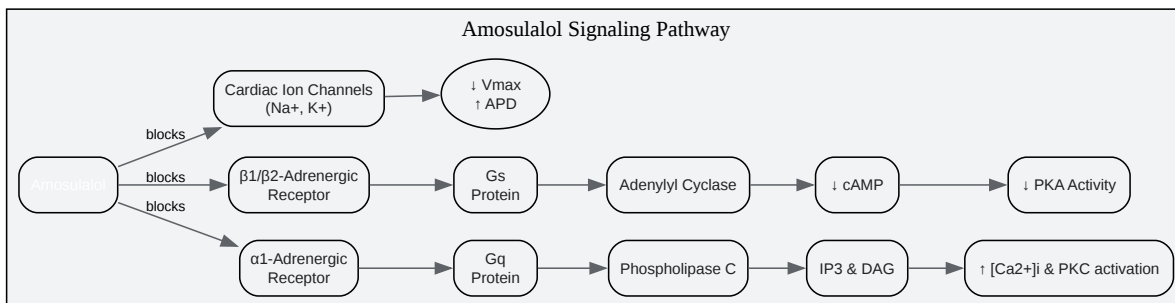 Amosulalol Signaling Pathway
Cardiac Ion Channels
(Na+, K+)
↓ Vmax
↑ APD
blocks
Amosulalol
blocks
β1/β2-Adrenergic
Receptor
Gs
Protein
Adenylyl Cyclase
↓ cAMP
↓ PKA Activity
blocks
α1-Adrenergic
Receptor
Gq
Protein
Phospholipase C
IP3 & DAG
↑ [Ca2+]i & PKC activation